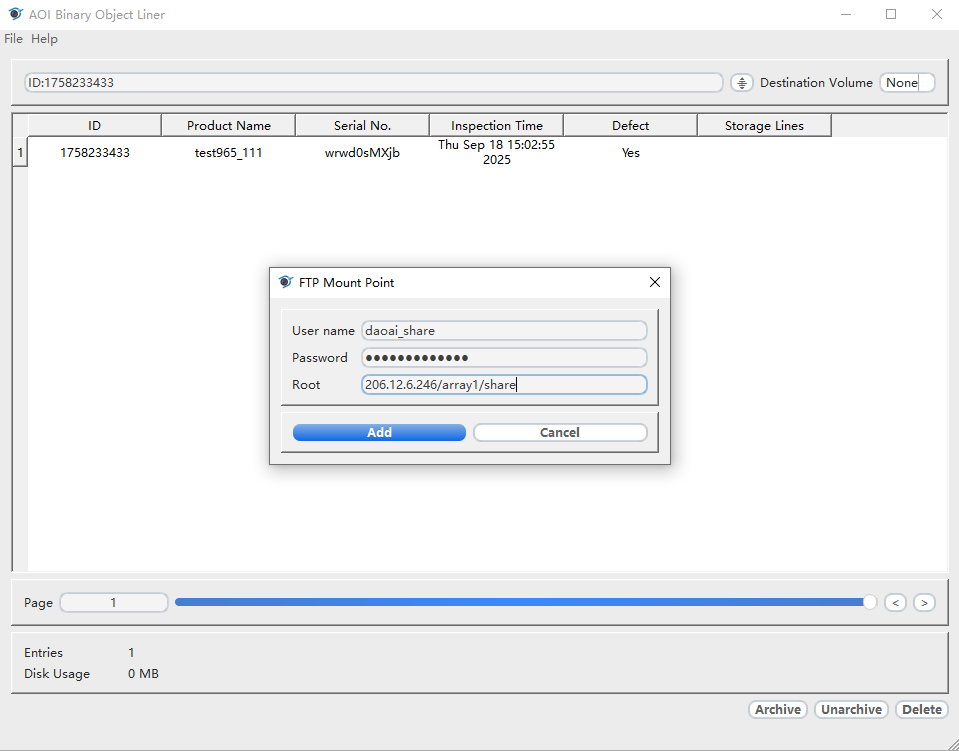 AOI Binary Object Liner
File Help
ID:1758233433 Destination Volume None
ID Product Name Serial No. Inspection Time Defect Storage Lines
1 1758233433 test965_111 wrwd0sMXjb Thu Sep 18 15:02:55 2025 Yes
FTP Mount Point
User name daoai_share
Password ●●●●●●●●●●●●●
Root 206.12.6.246/array1/share
Add Cancel
Page 1 < >
Entries 1
Disk Usage 0 MB
Archive Unarchive Delete